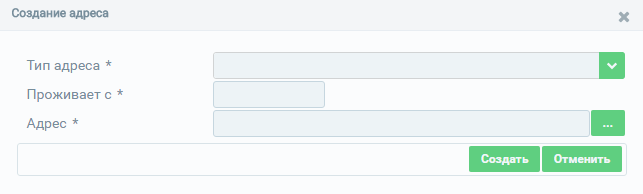 Создание адреса
Тип адреса *
Проживает с *
Адрес *
...
Создать Отменить